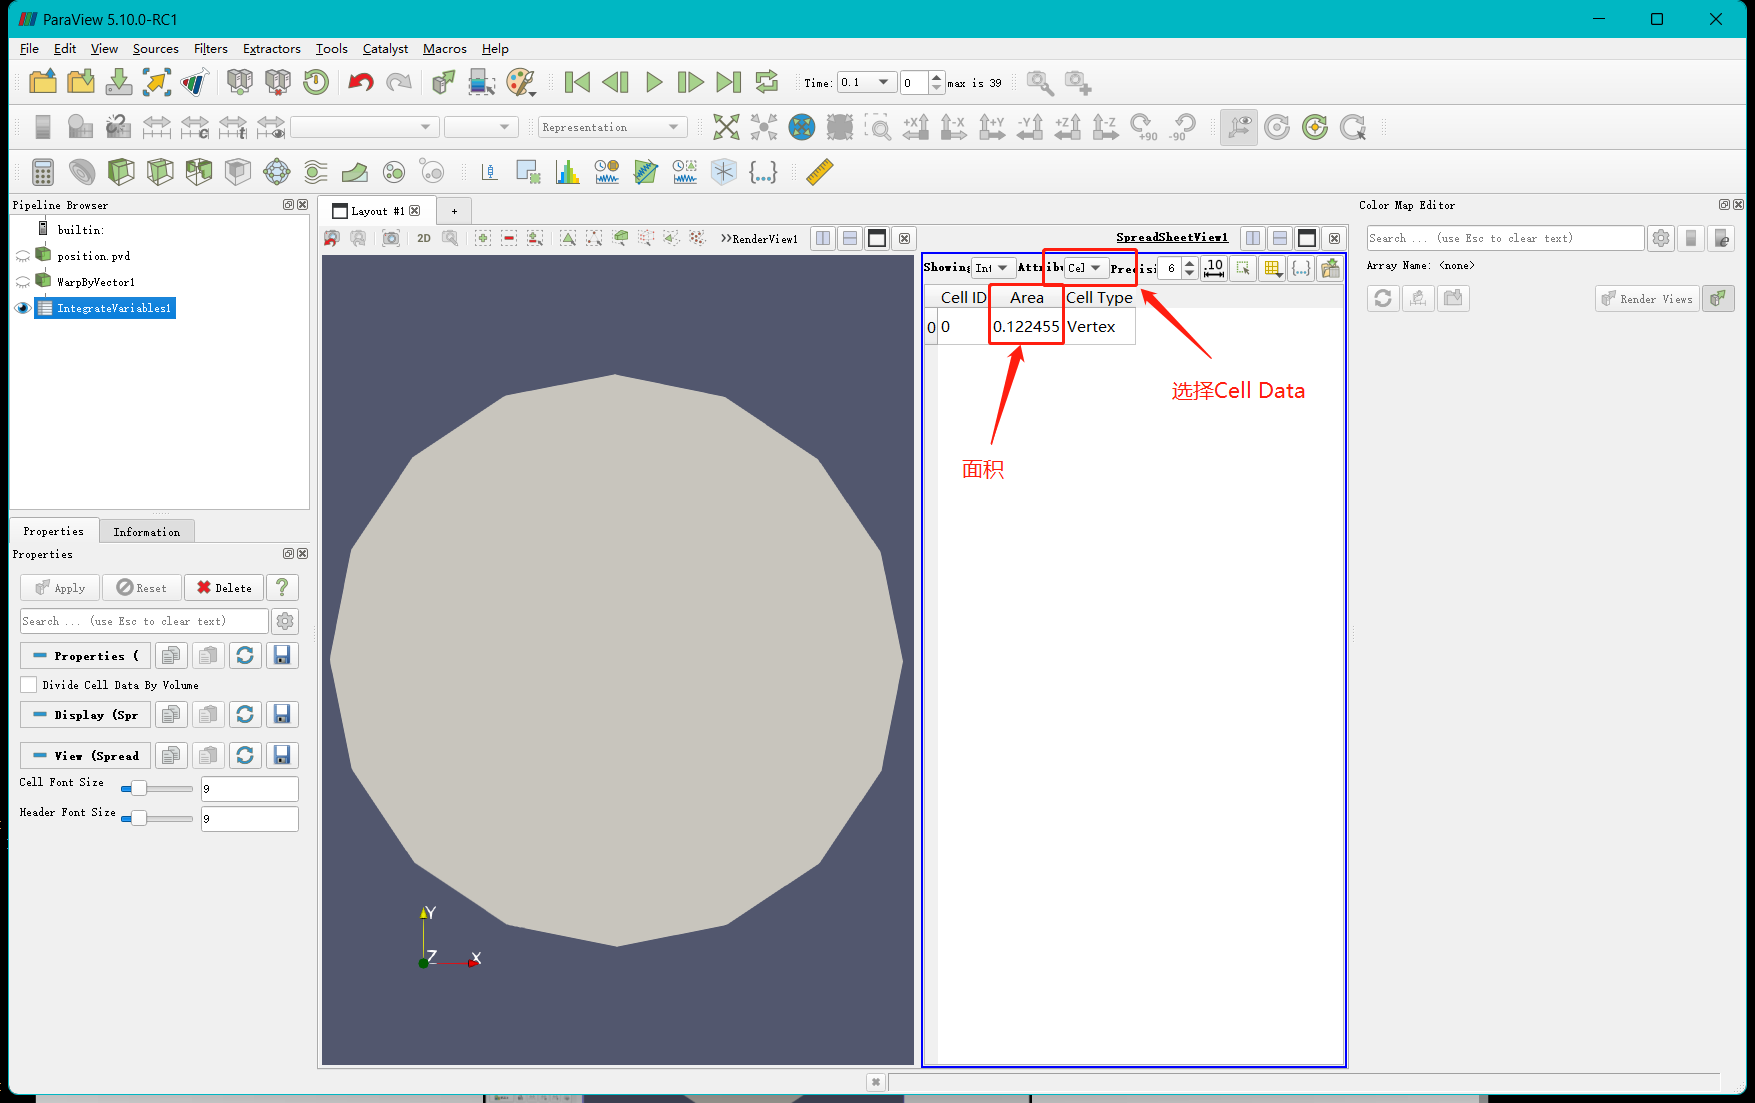 ParaView 5.10.0-RC1
File Edit View Sources Filters Extractors Tools Catalyst Macros Help
Time: 0.1 0 max is 39
Representation
+X -X +Y -Y +Z -Z +90 -90
Pipeline Browser
builtin:
position.pvd
WarpByVector1
IntegrateVariables1
Properties Information
Properties
Apply Reset Delete ?
Search ... (use Esc to clear text)
Properties (
Divide Cell Data By Volume
Display (Spr
View (Spread
Cell Font Size 9
Header Font Size 9
Layout #1 +
2D RenderView1
Y
Z X
SpreadSheetView1
Showing Int Attribu Cel Precisi 6 .10
Cell ID Area Cell Type
0 0 0.122455 Vertex
选择Cell Data
面积
Color Map Editor
Search ... (use Esc to clear text)
Array Name: <none>
Render Views